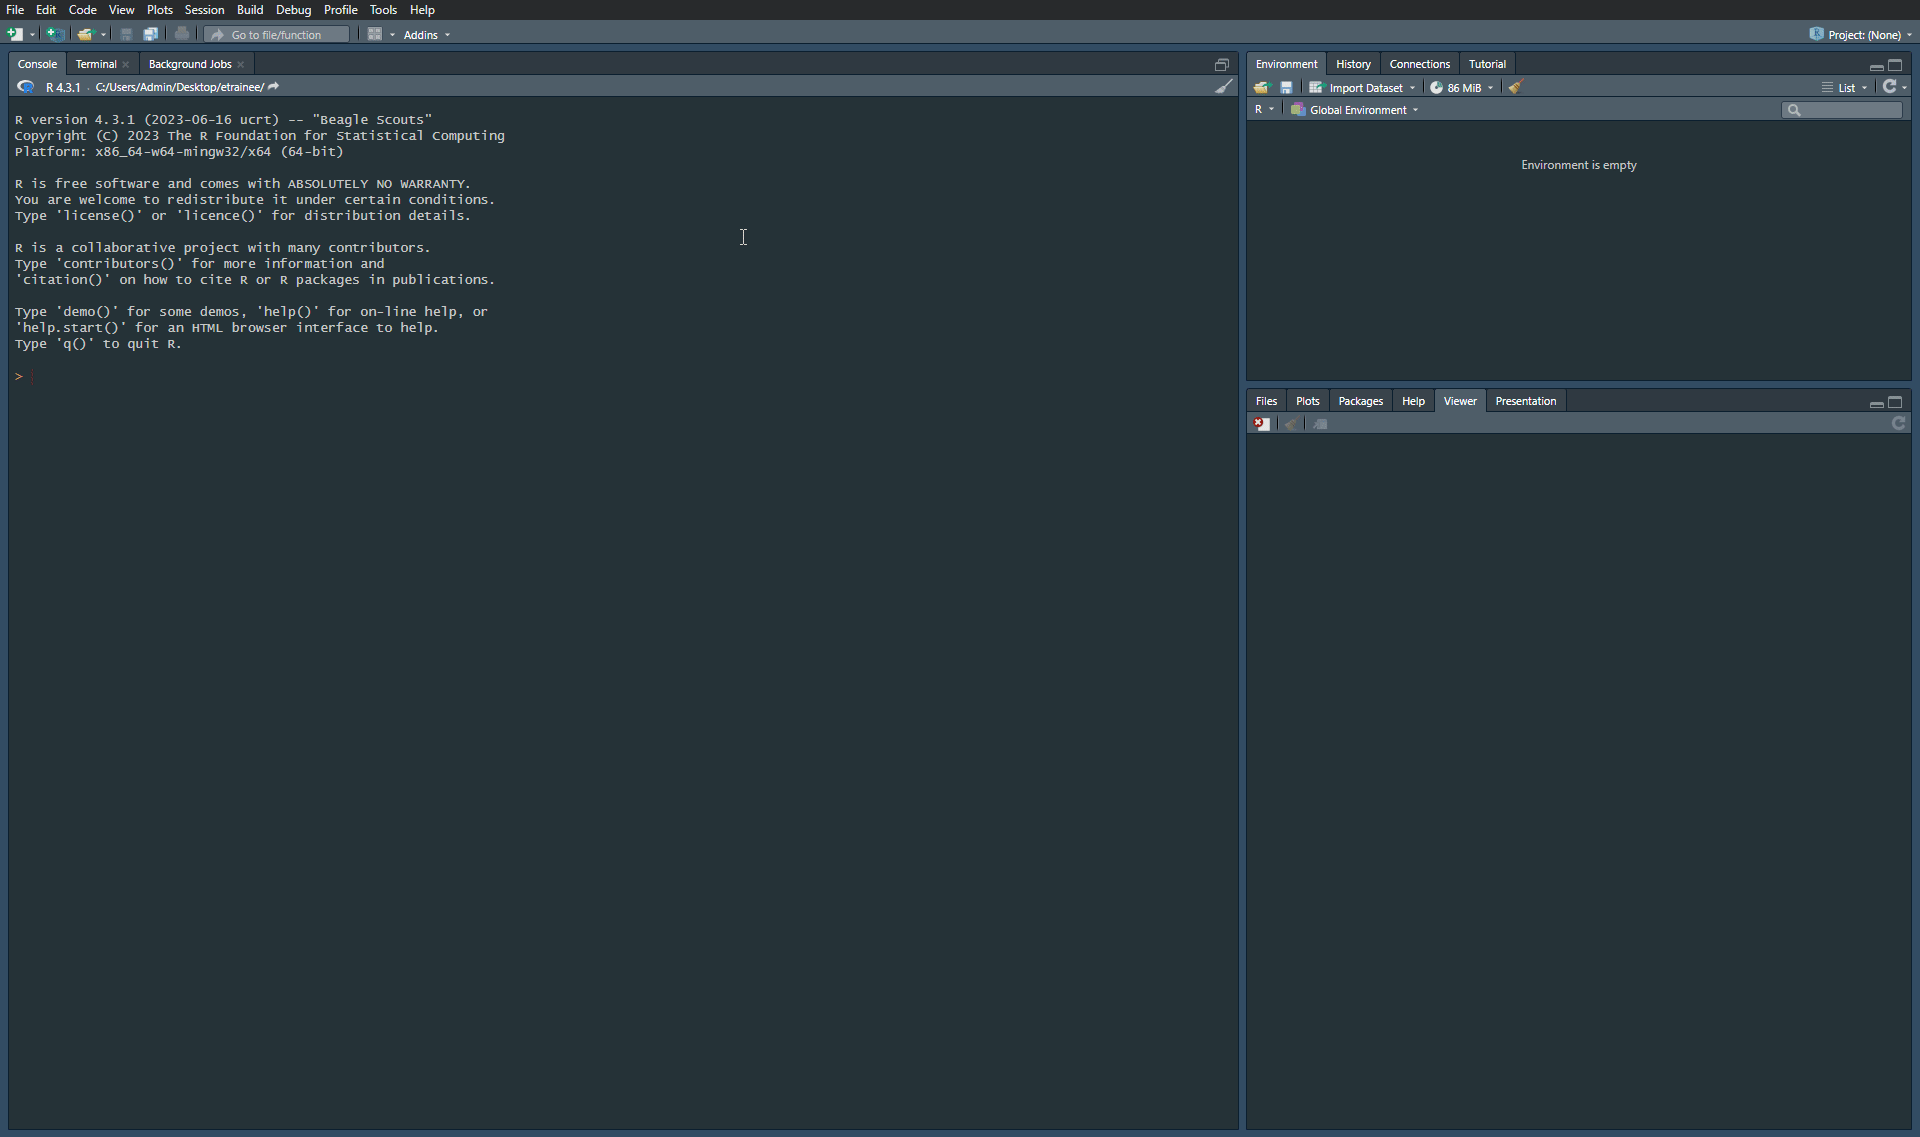 File Edit Code View Plots Session Build Debug Profile Tools Help
Go to file/function Addins Project: (None)
Console Terminal Background Jobs
R 4.3.1 · C:/Users/Admin/Desktop/etrainee/
R version 4.3.1 (2023-06-16 ucrt) -- "Beagle Scouts"
Copyright (C) 2023 The R Foundation for Statistical Computing
Platform: x86_64-w64-mingw32/x64 (64-bit)
R is free software and comes with ABSOLUTELY NO WARRANTY.
You are welcome to redistribute it under certain conditions.
Type 'license()' or 'licence()' for distribution details.
R is a collaborative project with many contributors.
Type 'contributors()' for more information and
'citation()' on how to cite R or R packages in publications.
Type 'demo()' for some demos, 'help()' for on-line help, or
'help.start()' for an HTML browser interface to help.
Type 'q()' to quit R.
>
Environment History Connections Tutorial
Import Dataset 86 MiB List
R Global Environment
Environment is empty
Files Plots Packages Help Viewer Presentation